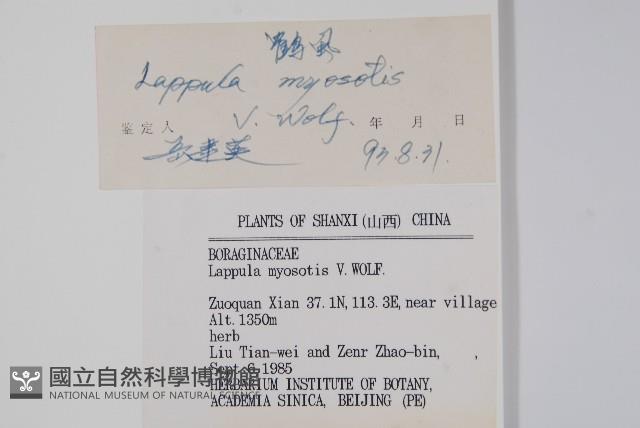 鹤虱
Lappula myosotis
V. Wolf.
鉴定人 年 月 日
93.8.31.
PLANTS OF SHANXI(山西) CHINA
BORAGINACEAE
Lappula myosotis V.WOLF.
Zuoquan Xian 37.1N, 113.3E, near village
Alt.1350m
herb
Liu Tian-wei and Zenr Zhao-bin, ,
Sept.6,1985
HERBARIUM INSTITUTE OF BOTANY,
ACADEMIA SINICA, BEIJING (PE)
國立自然科學博物館
NATIONAL MUSEUM OF NATURAL SCIENCE